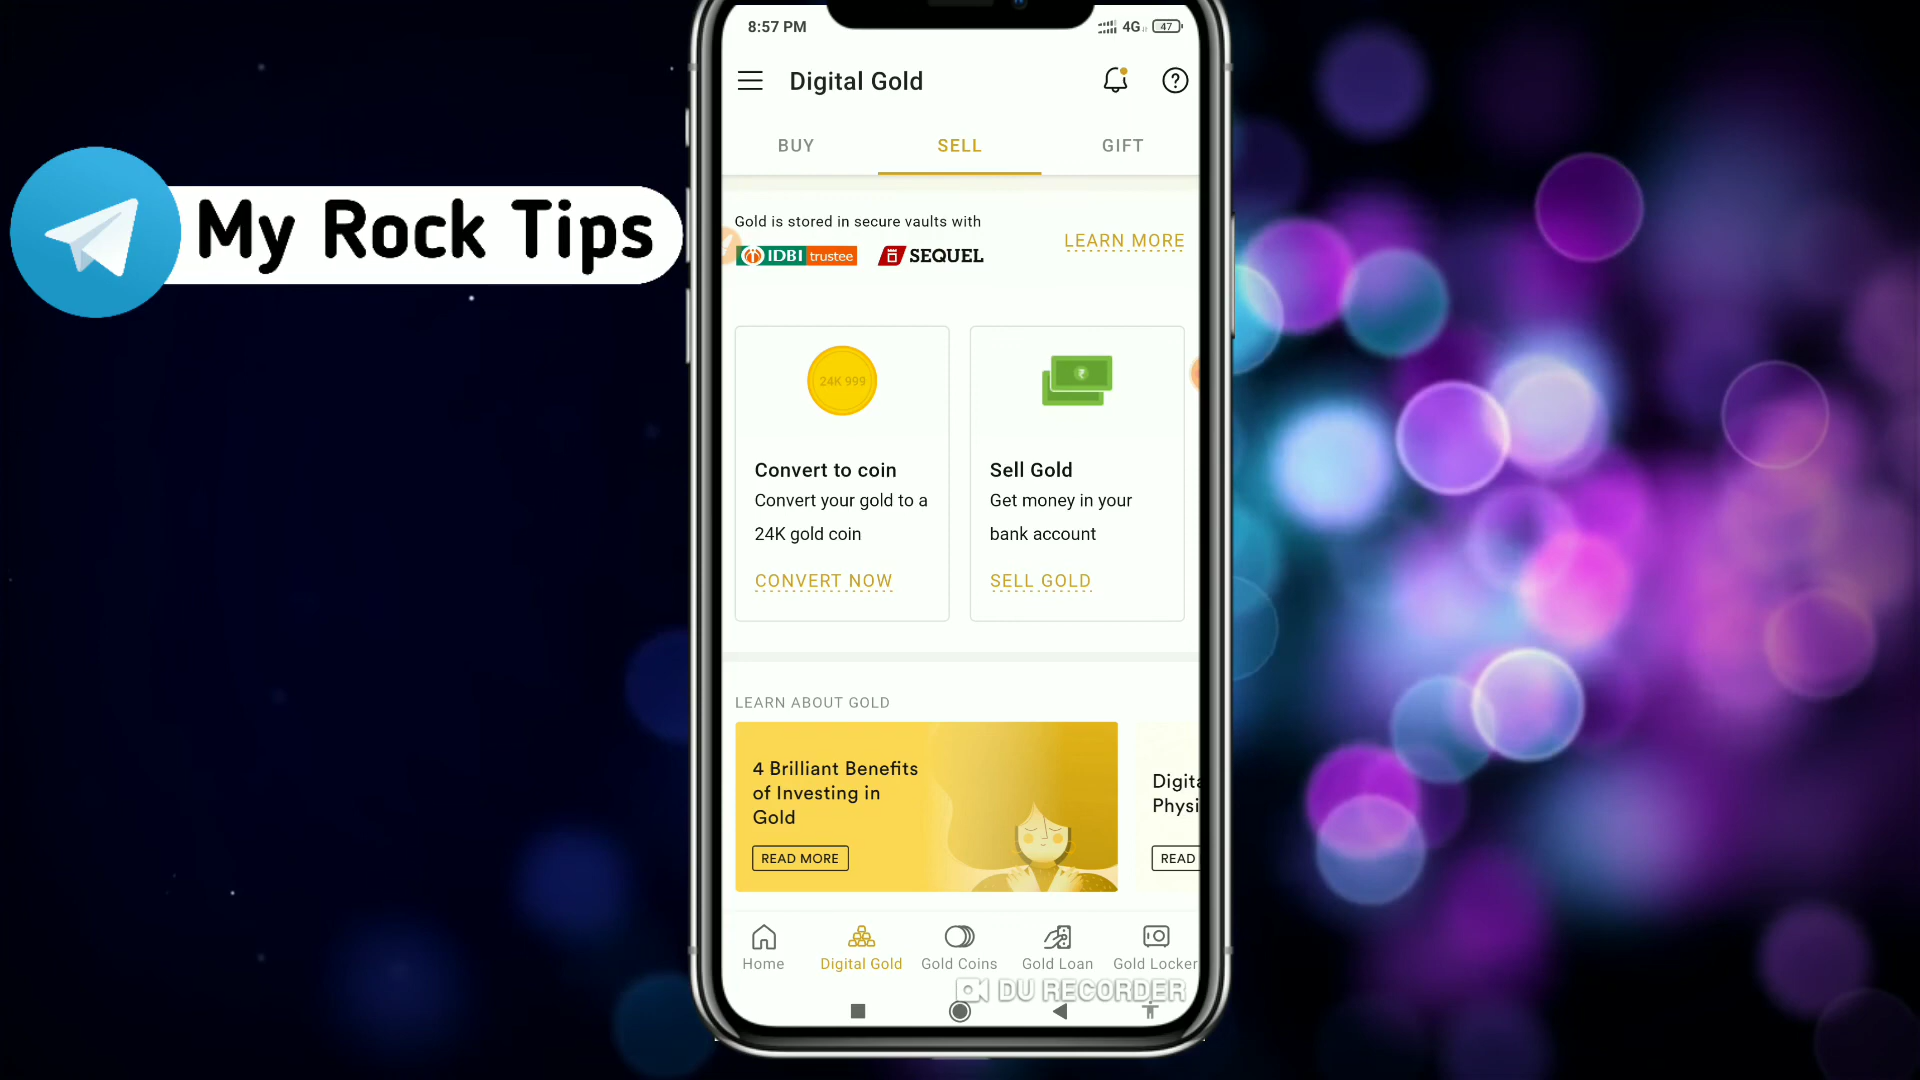 My Rock Tips
8:57 PM
4G
47
Digital Gold
BUY
SELL
GIFT
Gold is stored in secure vaults with
IDBI trustee
SEQUEL
LEARN MORE
24K 999
Convert to coin
Convert your gold to a
24K gold coin
CONVERT NOW
₹
Sell Gold
Get money in your
bank account
SELL GOLD
LEARN ABOUT GOLD
4 Brilliant Benefits
of Investing in
Gold
READ MORE
Digita
Physi
READ
Home
Digital Gold
Gold Coins
Gold Loan
Gold Locker
DU RECORDER